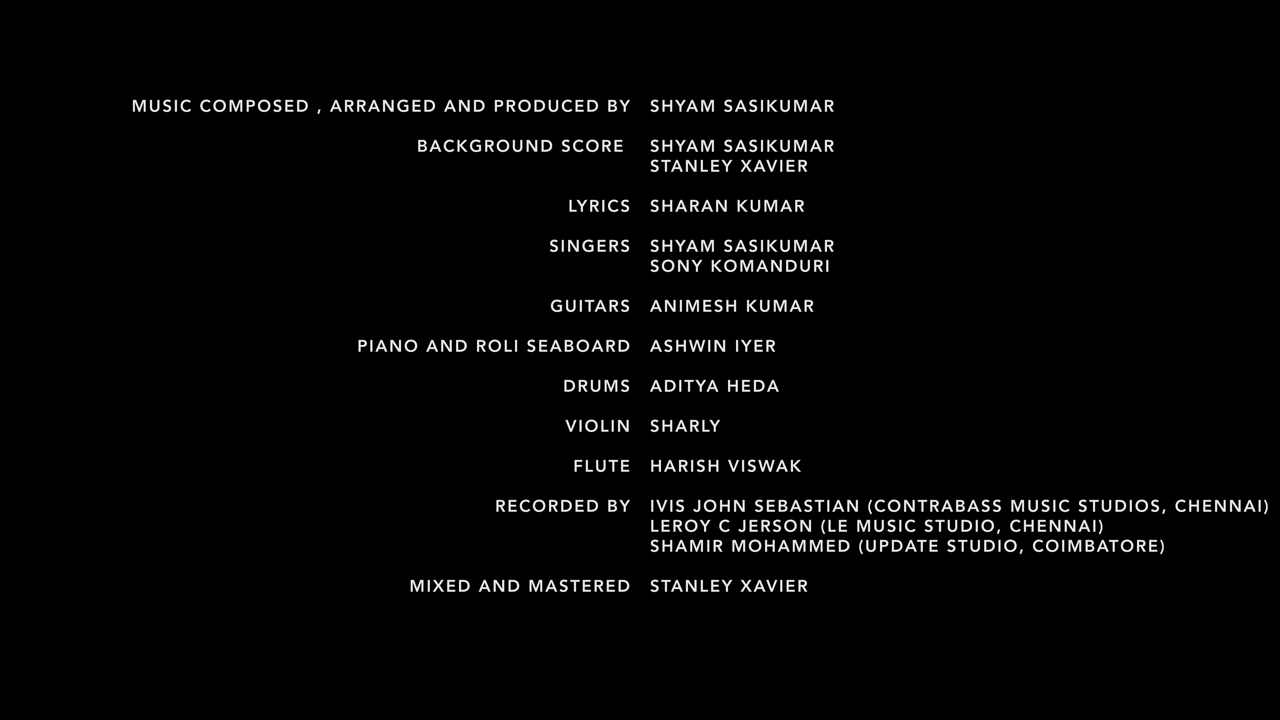 MUSIC COMPOSED , ARRANGED AND PRODUCED BY SHYAM SASIKUMAR
BACKGROUND SCORE SHYAM SASIKUMAR
STANLEY XAVIER
LYRICS SHARAN KUMAR
SINGERS SHYAM SASIKUMAR
SONY KOMANDURI
GUITARS ANIMESH KUMAR
PIANO AND ROLI SEABOARD ASHWIN IYER
DRUMS ADITYA HEDA
VIOLIN SHARLY
FLUTE HARISH VISWAK
RECORDED BY IVIS JOHN SEBASTIAN (CONTRABASS MUSIC STUDIOS, CHENNAI)
LEROY C JERSON (LE MUSIC STUDIO, CHENNAI)
SHAMIR MOHAMMED (UPDATE STUDIO, COIMBATORE)
MIXED AND MASTERED STANLEY XAVIER